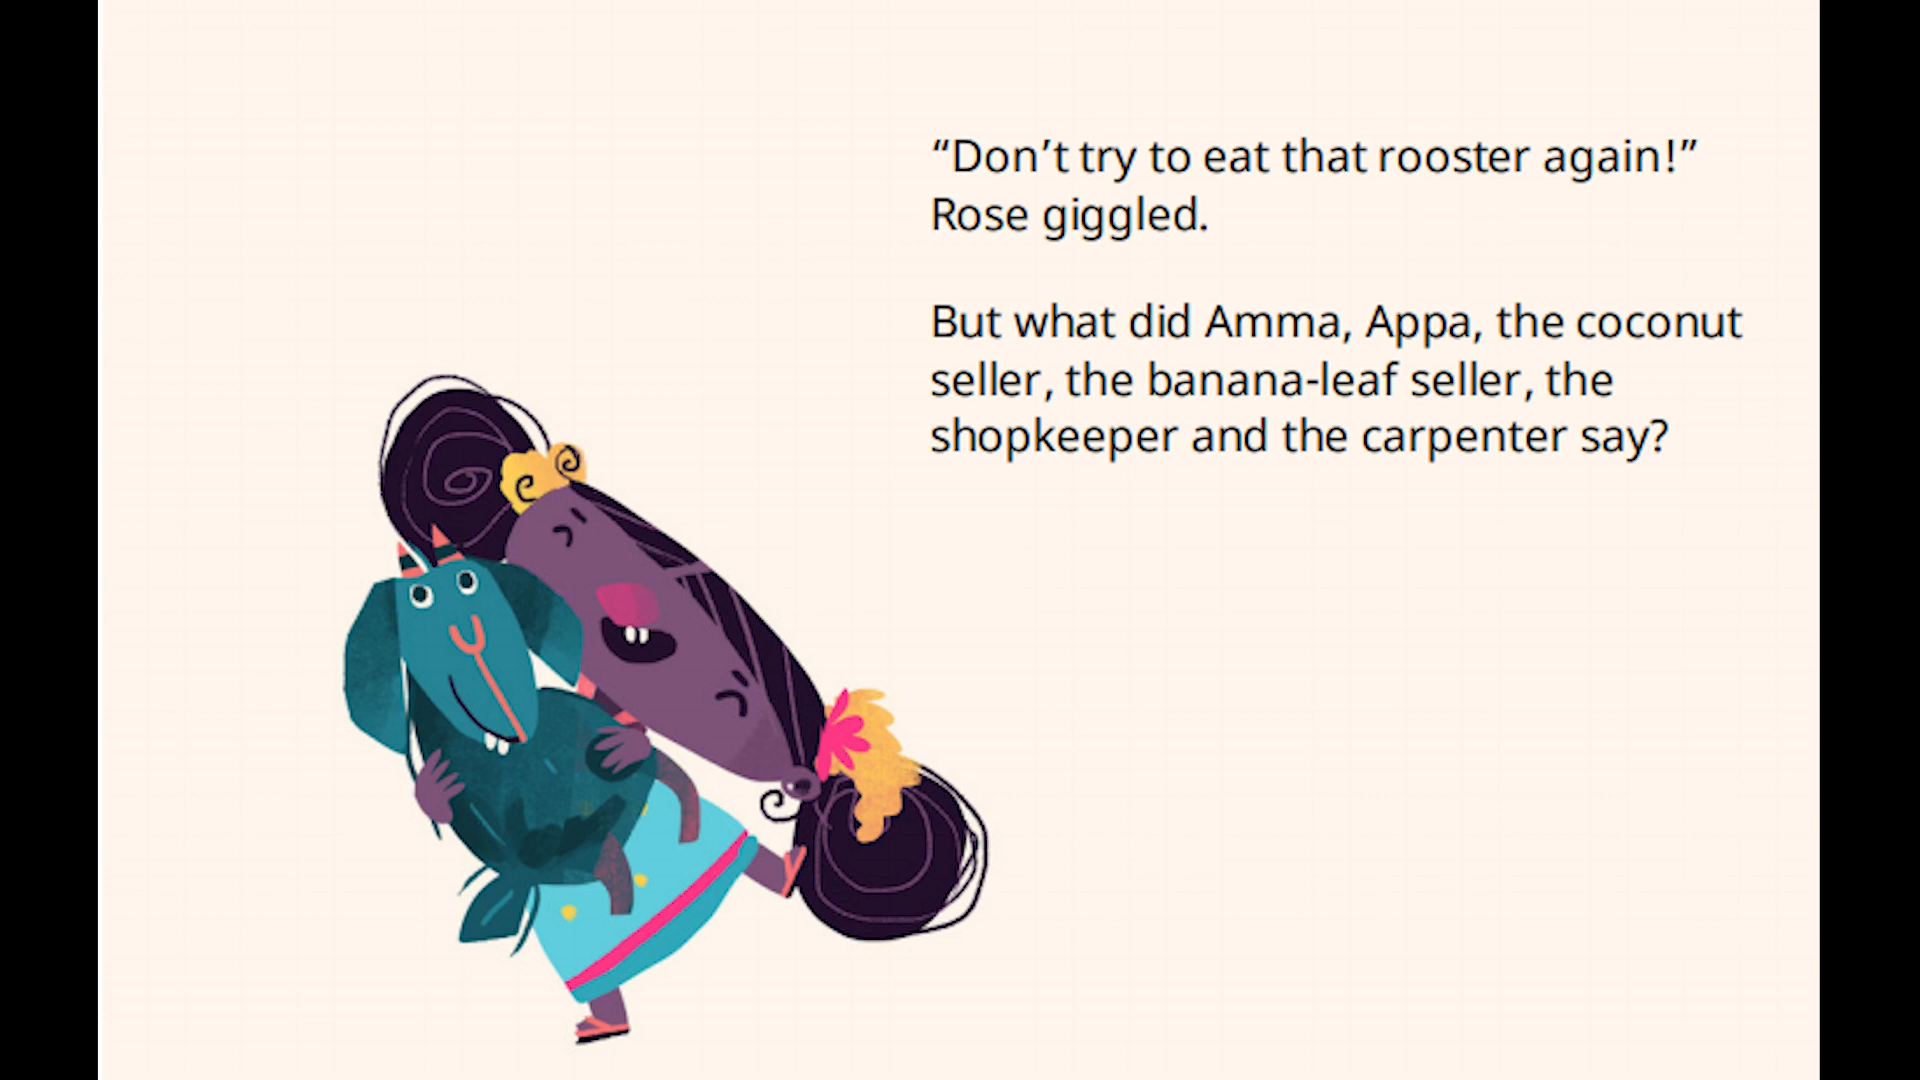 “Don’t try to eat that rooster again!”
Rose giggled.
But what did Amma, Appa, the coconut
seller, the banana-leaf seller, the
shopkeeper and the carpenter say?